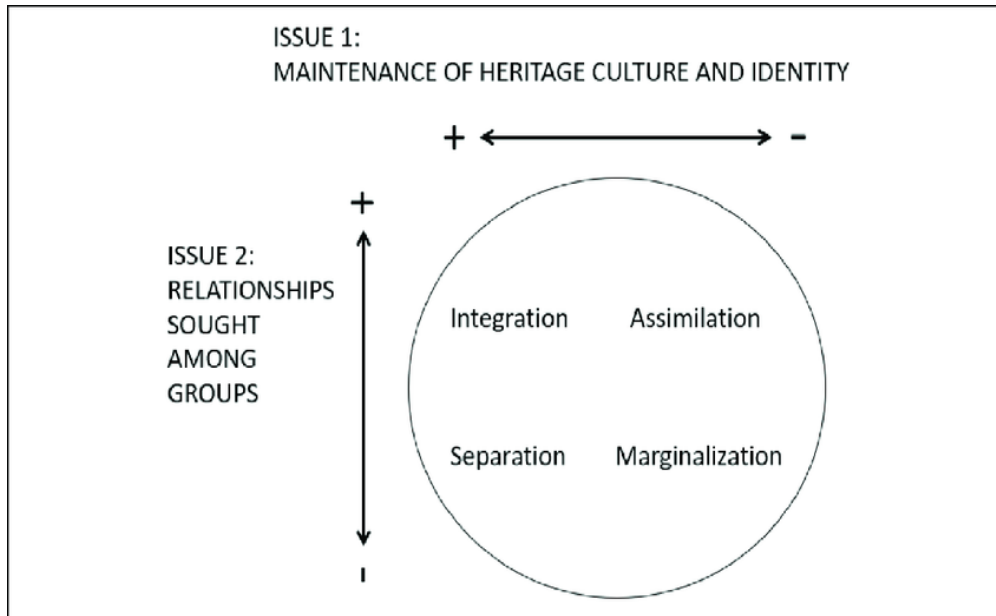 ISSUE 1:
MAINTENANCE OF HERITAGE CULTURE AND IDENTITY
+ -
+
ISSUE 2:
RELATIONSHIPS
SOUGHT
AMONG
GROUPS
Integration Assimilation
Separation Marginalization
-